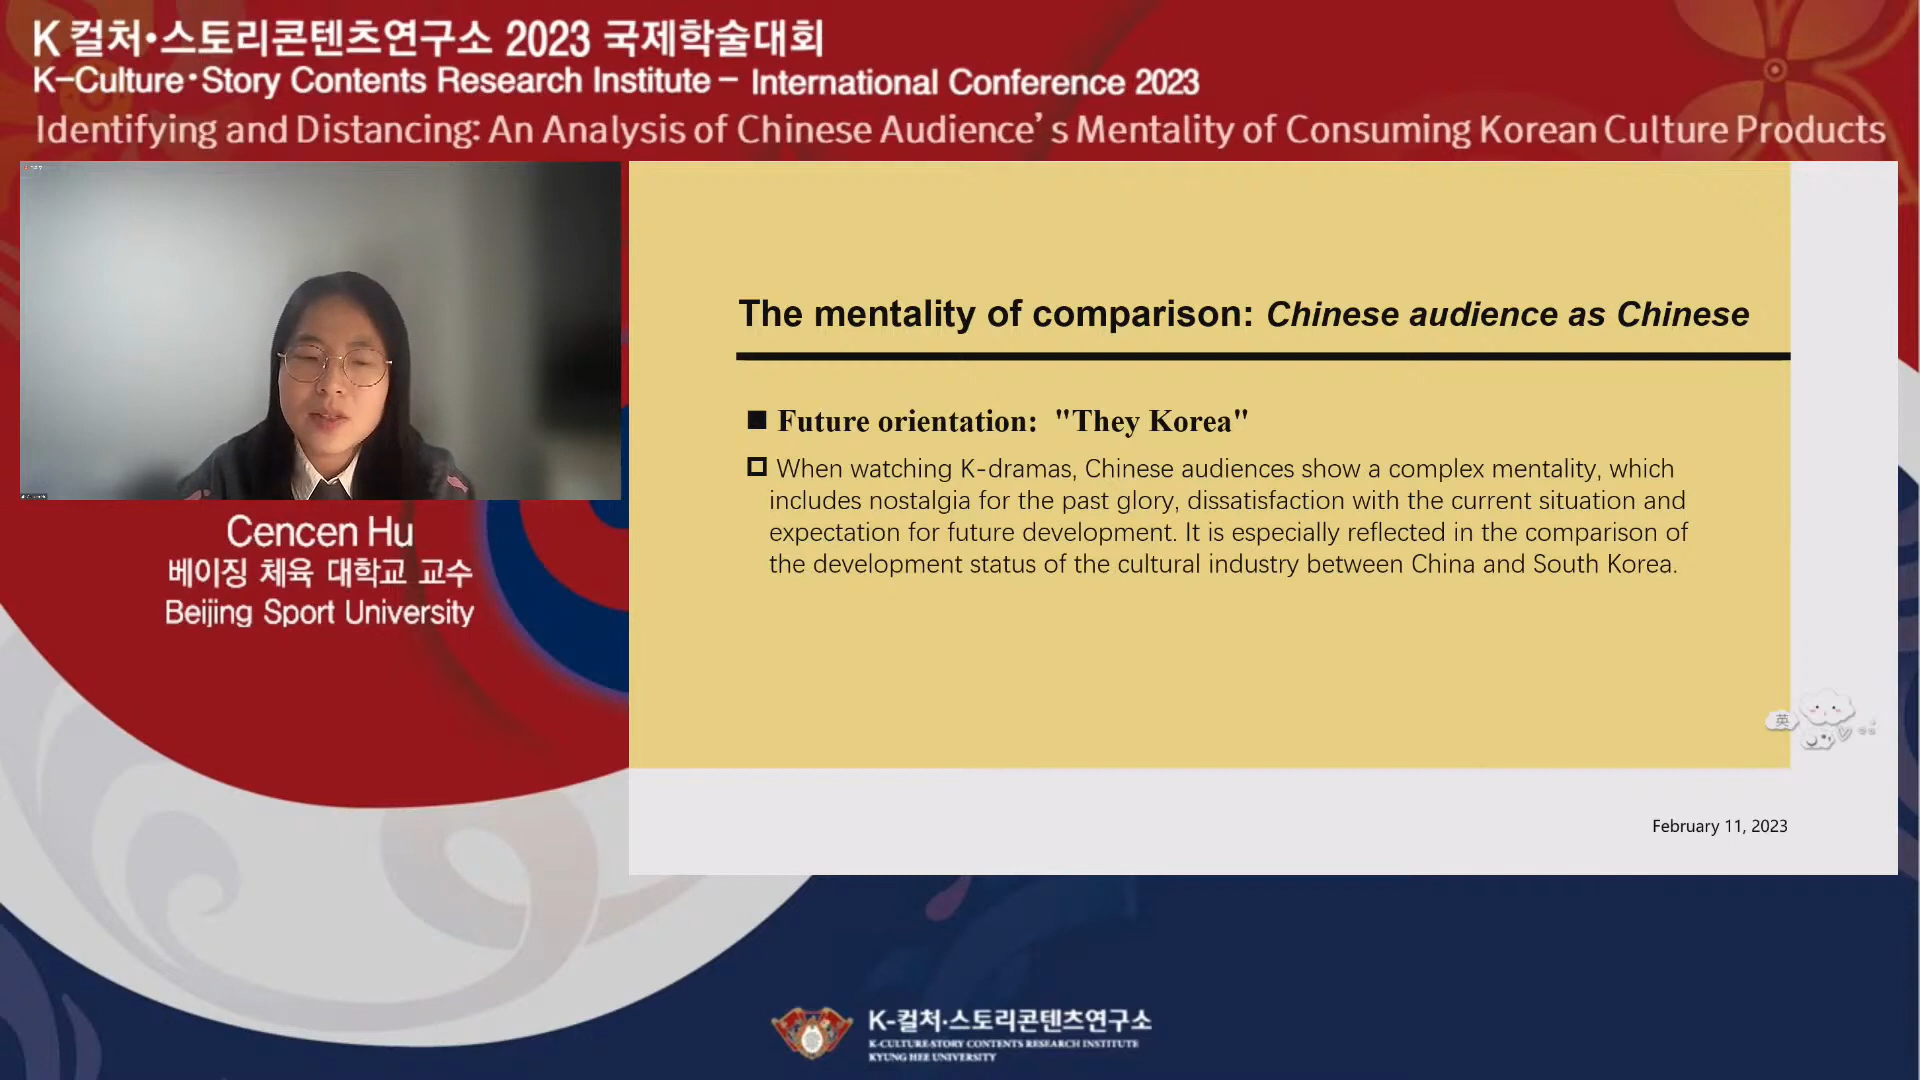 K 컬처·스토리콘텐츠연구소 2023 국제학술대회
K-Culture·Story Contents Research Institute - International Conference 2023
Identifying and Distancing: An Analysis of Chinese Audience's Mentality of Consuming Korean Culture Products
Cencen Hu
베이징 체육 대학교 교수
Beijing Sport University
The mentality of comparison: Chinese audience as Chinese
Future orientation: "They Korea"
When watching K-dramas, Chinese audiences show a complex mentality, which
includes nostalgia for the past glory, dissatisfaction with the current situation and
expectation for future development. It is especially reflected in the comparison of
the development status of the cultural industry between China and South Korea.
英
February 11, 2023
K-컬처·스토리콘텐츠연구소
K-CULTURE·STORY CONTENTS RESEARCH INSTITUTE
KYUNG HEE UNIVERSITY